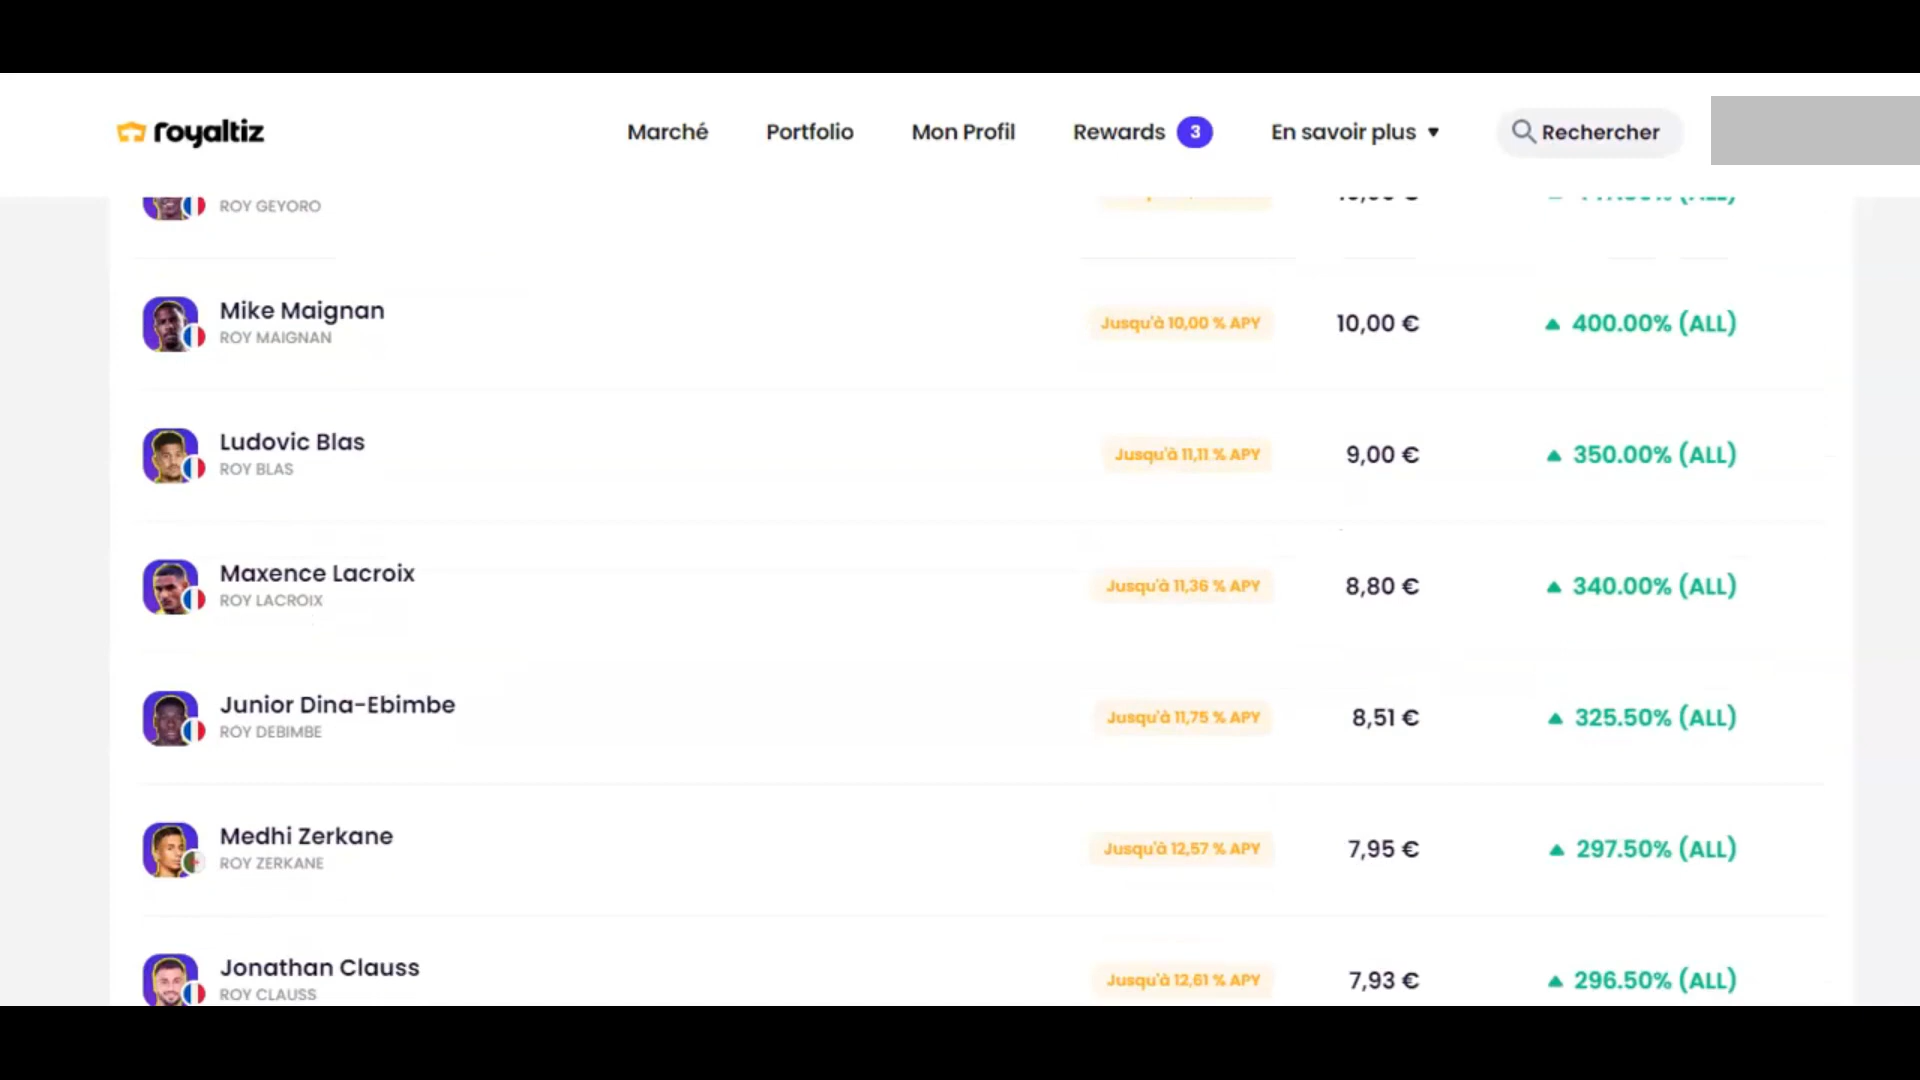 royaltiz
Marché Portfolio Mon Profil Rewards 3 En savoir plus Rechercher
ROY GEYORO
Mike Maignan
ROY MAIGNAN
Jusqu'à 10,00 % APY 10,00 € 400.00% (ALL)
Ludovic Blas
ROY BLAS
Jusqu'à 11,11 % APY 9,00 € 350.00% (ALL)
Maxence Lacroix
ROY LACROIX
Jusqu'à 11,36 % APY 8,80 € 340.00% (ALL)
Junior Dina-Ebimbe
ROY DEBIMBE
Jusqu'à 11,75 % APY 8,51 € 325.50% (ALL)
Medhi Zerkane
ROY ZERKANE
Jusqu'à 12,57 % APY 7,95 € 297.50% (ALL)
Jonathan Clauss
ROY CLAUSS
Jusqu'à 12,61 % APY 7,93 € 296.50% (ALL)